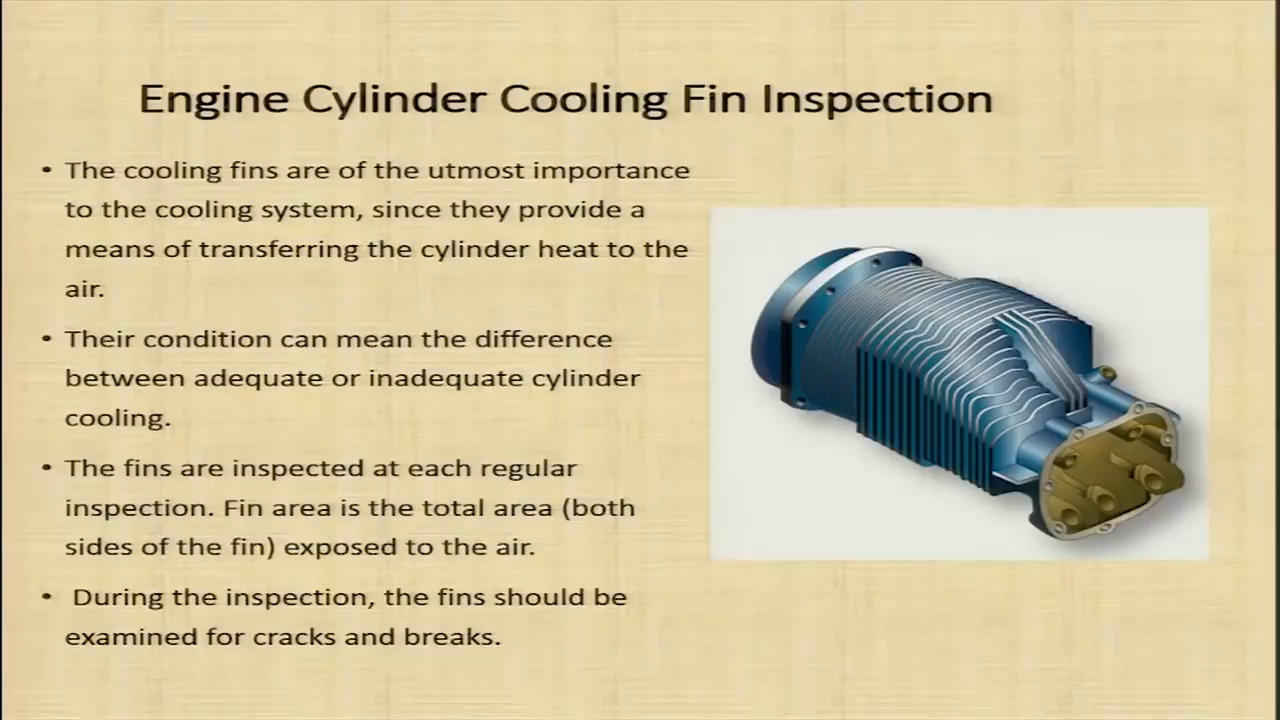 Engine Cylinder Cooling Fin Inspection
• The cooling fins are of the utmost importance
to the cooling system, since they provide a
means of transferring the cylinder heat to the
air.
• Their condition can mean the difference
between adequate or inadequate cylinder
cooling.
• The fins are inspected at each regular
inspection. Fin area is the total area (both
sides of the fin) exposed to the air.
• During the inspection, the fins should be
examined for cracks and breaks.